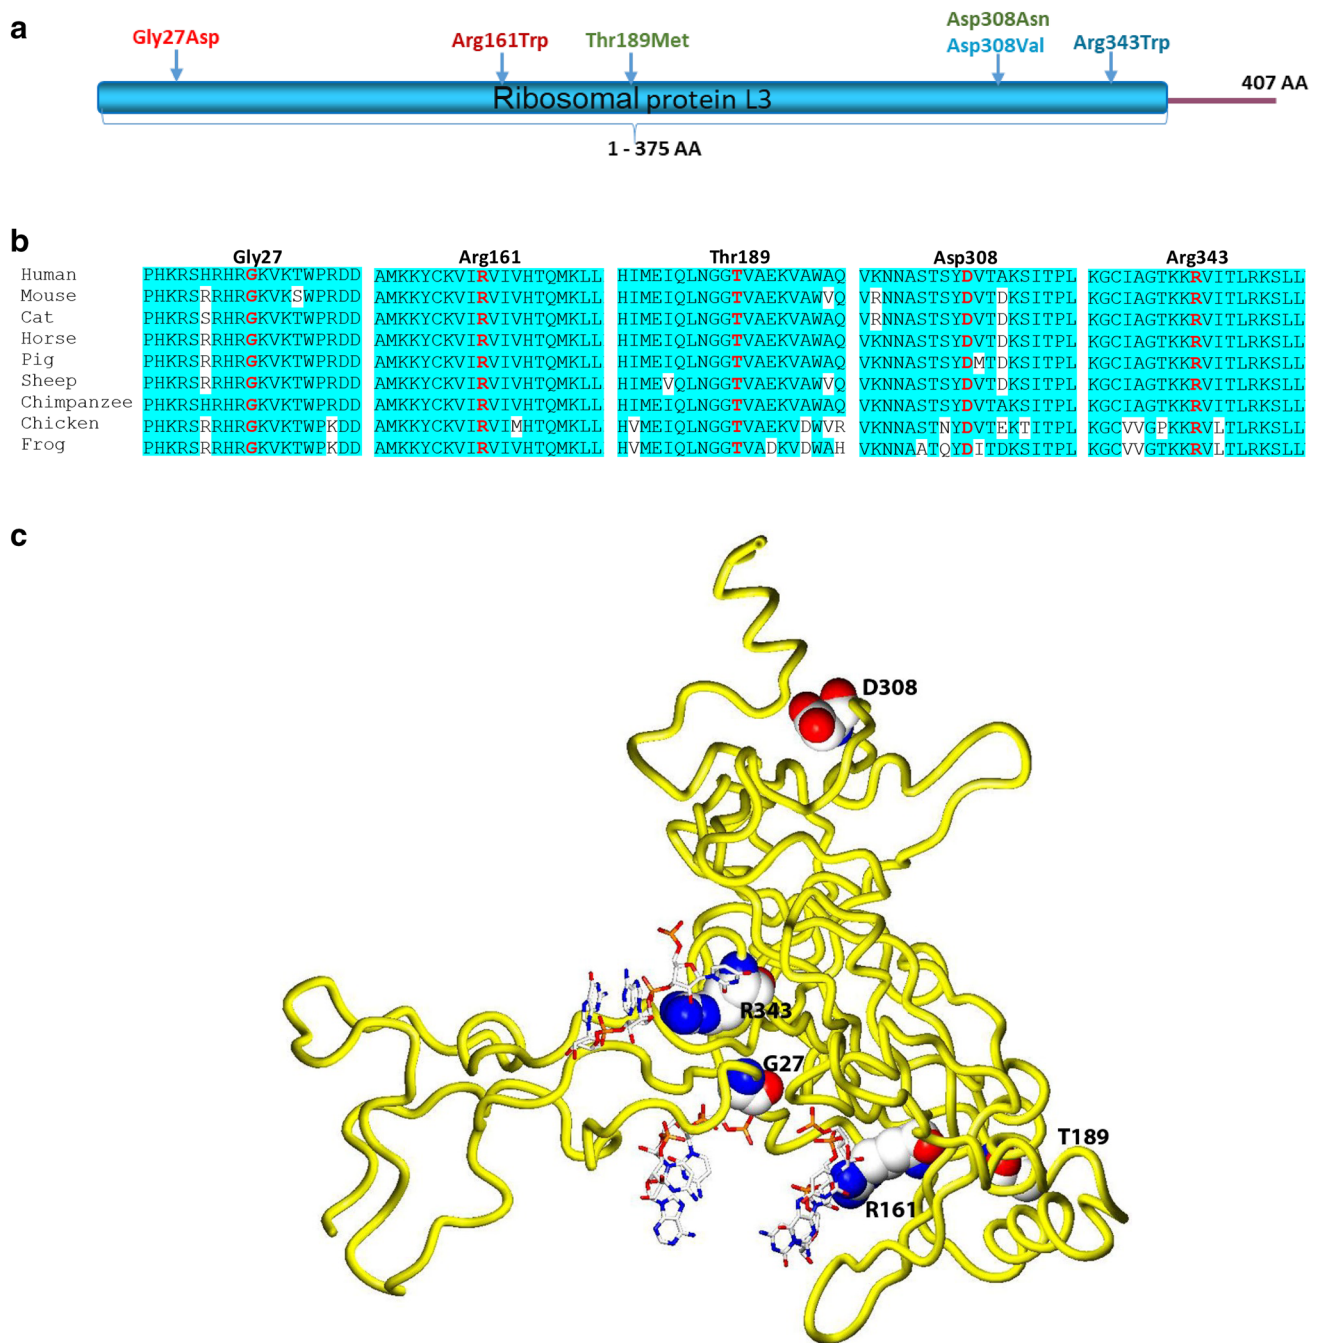 a
Gly27Asp
Arg161Trp
Thr189Met
Asp308Asn
Asp308Val
Arg343Trp
Ribosomal protein L3
407 AA
1 - 375 AA
b
Gly27 Arg161 Thr189 Asp308 Arg343
Human PHKRSHRHRGKVKTWPRDD AMKKYCKVIRVIVHTQMKLL HIMEIQLNGGTVAEKVAWAQ VKNNASTSYDVTAKSITPL KGCIAGTKKRVITLRKSLL
Mouse PHKRSRRHRGKVKSWPRDD AMKKYCKVIRVIVHTQMKLL HIMEIQLNGGTVAEKVAWVQ VRNNASTSYDVTDKSITPL KGCIAGTKKRVITLRKSLL
Cat PHKRSSRHRGKVKTWPRDD AMKKYCKVIRVIVHTQMKLL HIMEIQLNGGTVAEKVAWAQ VRNNASTSYDVTDKSITPL KGCIAGTKKRVITLRKSLL
Horse PHKRSRRHRGKVKTWPRDD AMKKYCKVIRVIVHTQMKLL HIMEIQLNGGTVAEKVAWAQ VKNNASTSYDVTDKSITPL KGCIAGTKKRVITLRKSLL
Pig PHKRSRRHRGKVKTWPRDD AMKKYCKVIRVIVHTQMKLL HIMEIQLNGGTVAEKVAWAQ VKNNASTSYDMTDKSITPL KGCIAGTKKRVITLRKSLL
Sheep PHKRSRRHRGKVKTWPRDD AMKKYCKVIRVIVHTQMKLL HIMEVQLNGGTVAEKVAWVQ VKNNASTSYDVTDKSITPL KGCIAGTKKRVITLRKSLL
Chimpanzee PHKRSHRHRGKVKTWPRDD AMKKYCKVIRVIVHTQMKLL HIMEIQLNGGTVAEKVAWAQ VKNNASTSYDVTAKSITPL KGCIAGTKKRVITLRKSLL
Chicken PHKRSRRHRGKVKTWPKDD AMKKYCKVIRVIMHTQMKLL HVMEIQLNGGTVAEKVDWVR VKNNASTNYDVTEKTITPL KGCVVGPKKRVLTLRKSLL
Frog PHKRSRRHRGKVKTWPKDD AMKKYCKVIRVIVHTQMKLL HVMEIQLNGGTVADKVDWAH VKNNAATQYDITDKSITPL KGCVVGTKKRVLTLRKSLL
c
D308
R343
G27
T189
R161